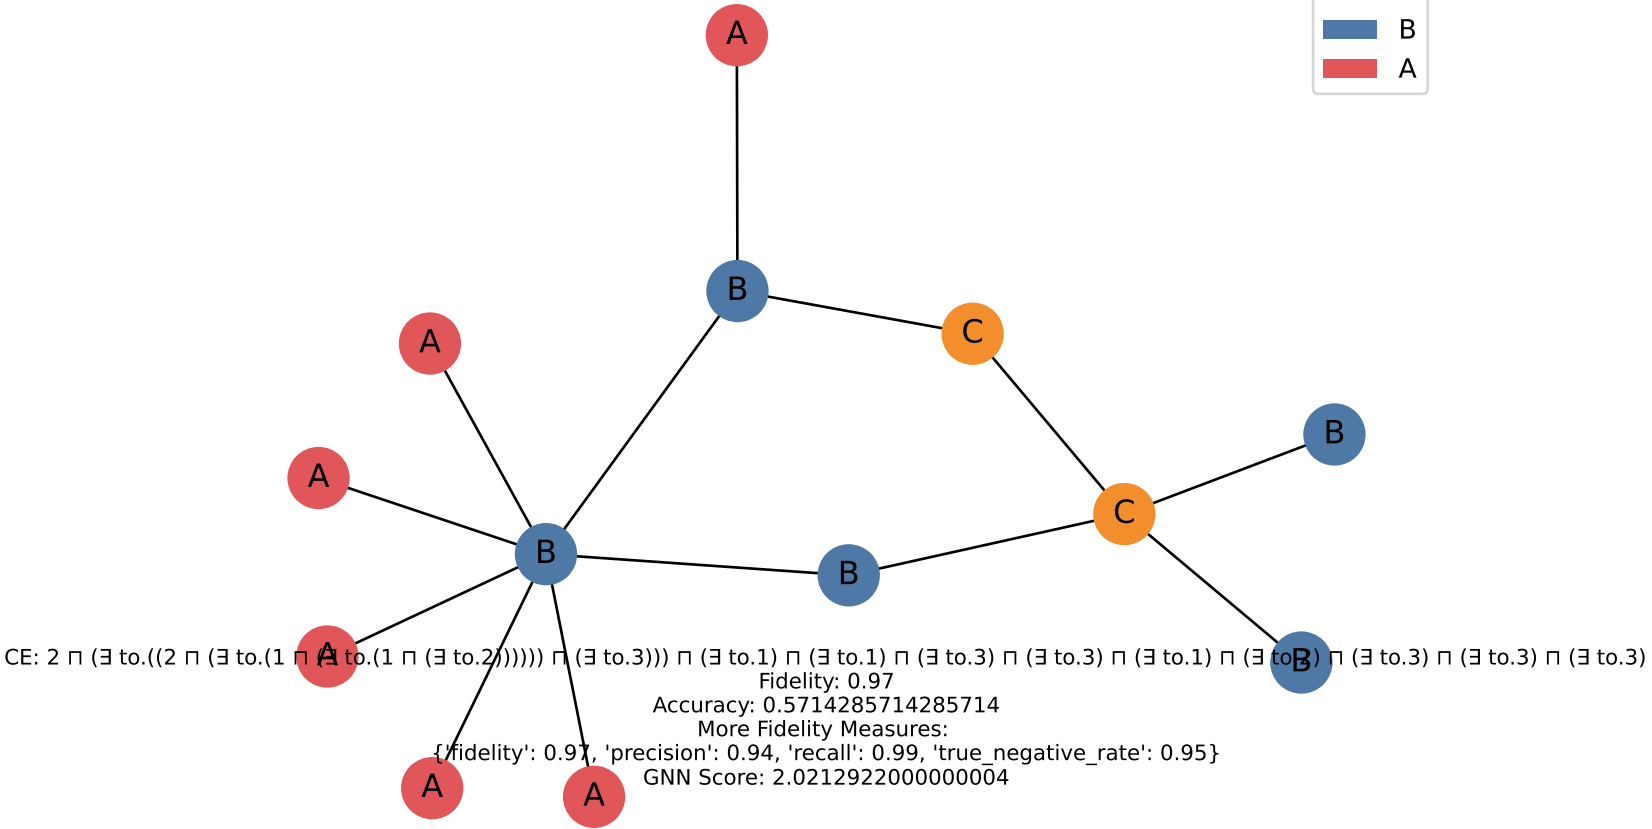 A
B
A
B
C
A
B
A
C
B
B
A
B
CE: 2 ⊓ (∃ to.((2 ⊓ (∃ to.(1 ⊓ (∃ to.(1 ⊓ (∃ to.2)))))) ⊓ (∃ to.3))) ⊓ (∃ to.1) ⊓ (∃ to.1) ⊓ (∃ to.3) ⊓ (∃ to.3) ⊓ (∃ to.1) ⊓ (∃ to.2) ⊓ (∃ to.3) ⊓ (∃ to.3) ⊓ (∃ to.3)
Fidelity: 0.97
Accuracy: 0.5714285714285714
More Fidelity Measures:
{'fidelity': 0.97, 'precision': 0.94, 'recall': 0.99, 'true_negative_rate': 0.95}
GNN Score: 2.0212922000000004
A
A
B
A